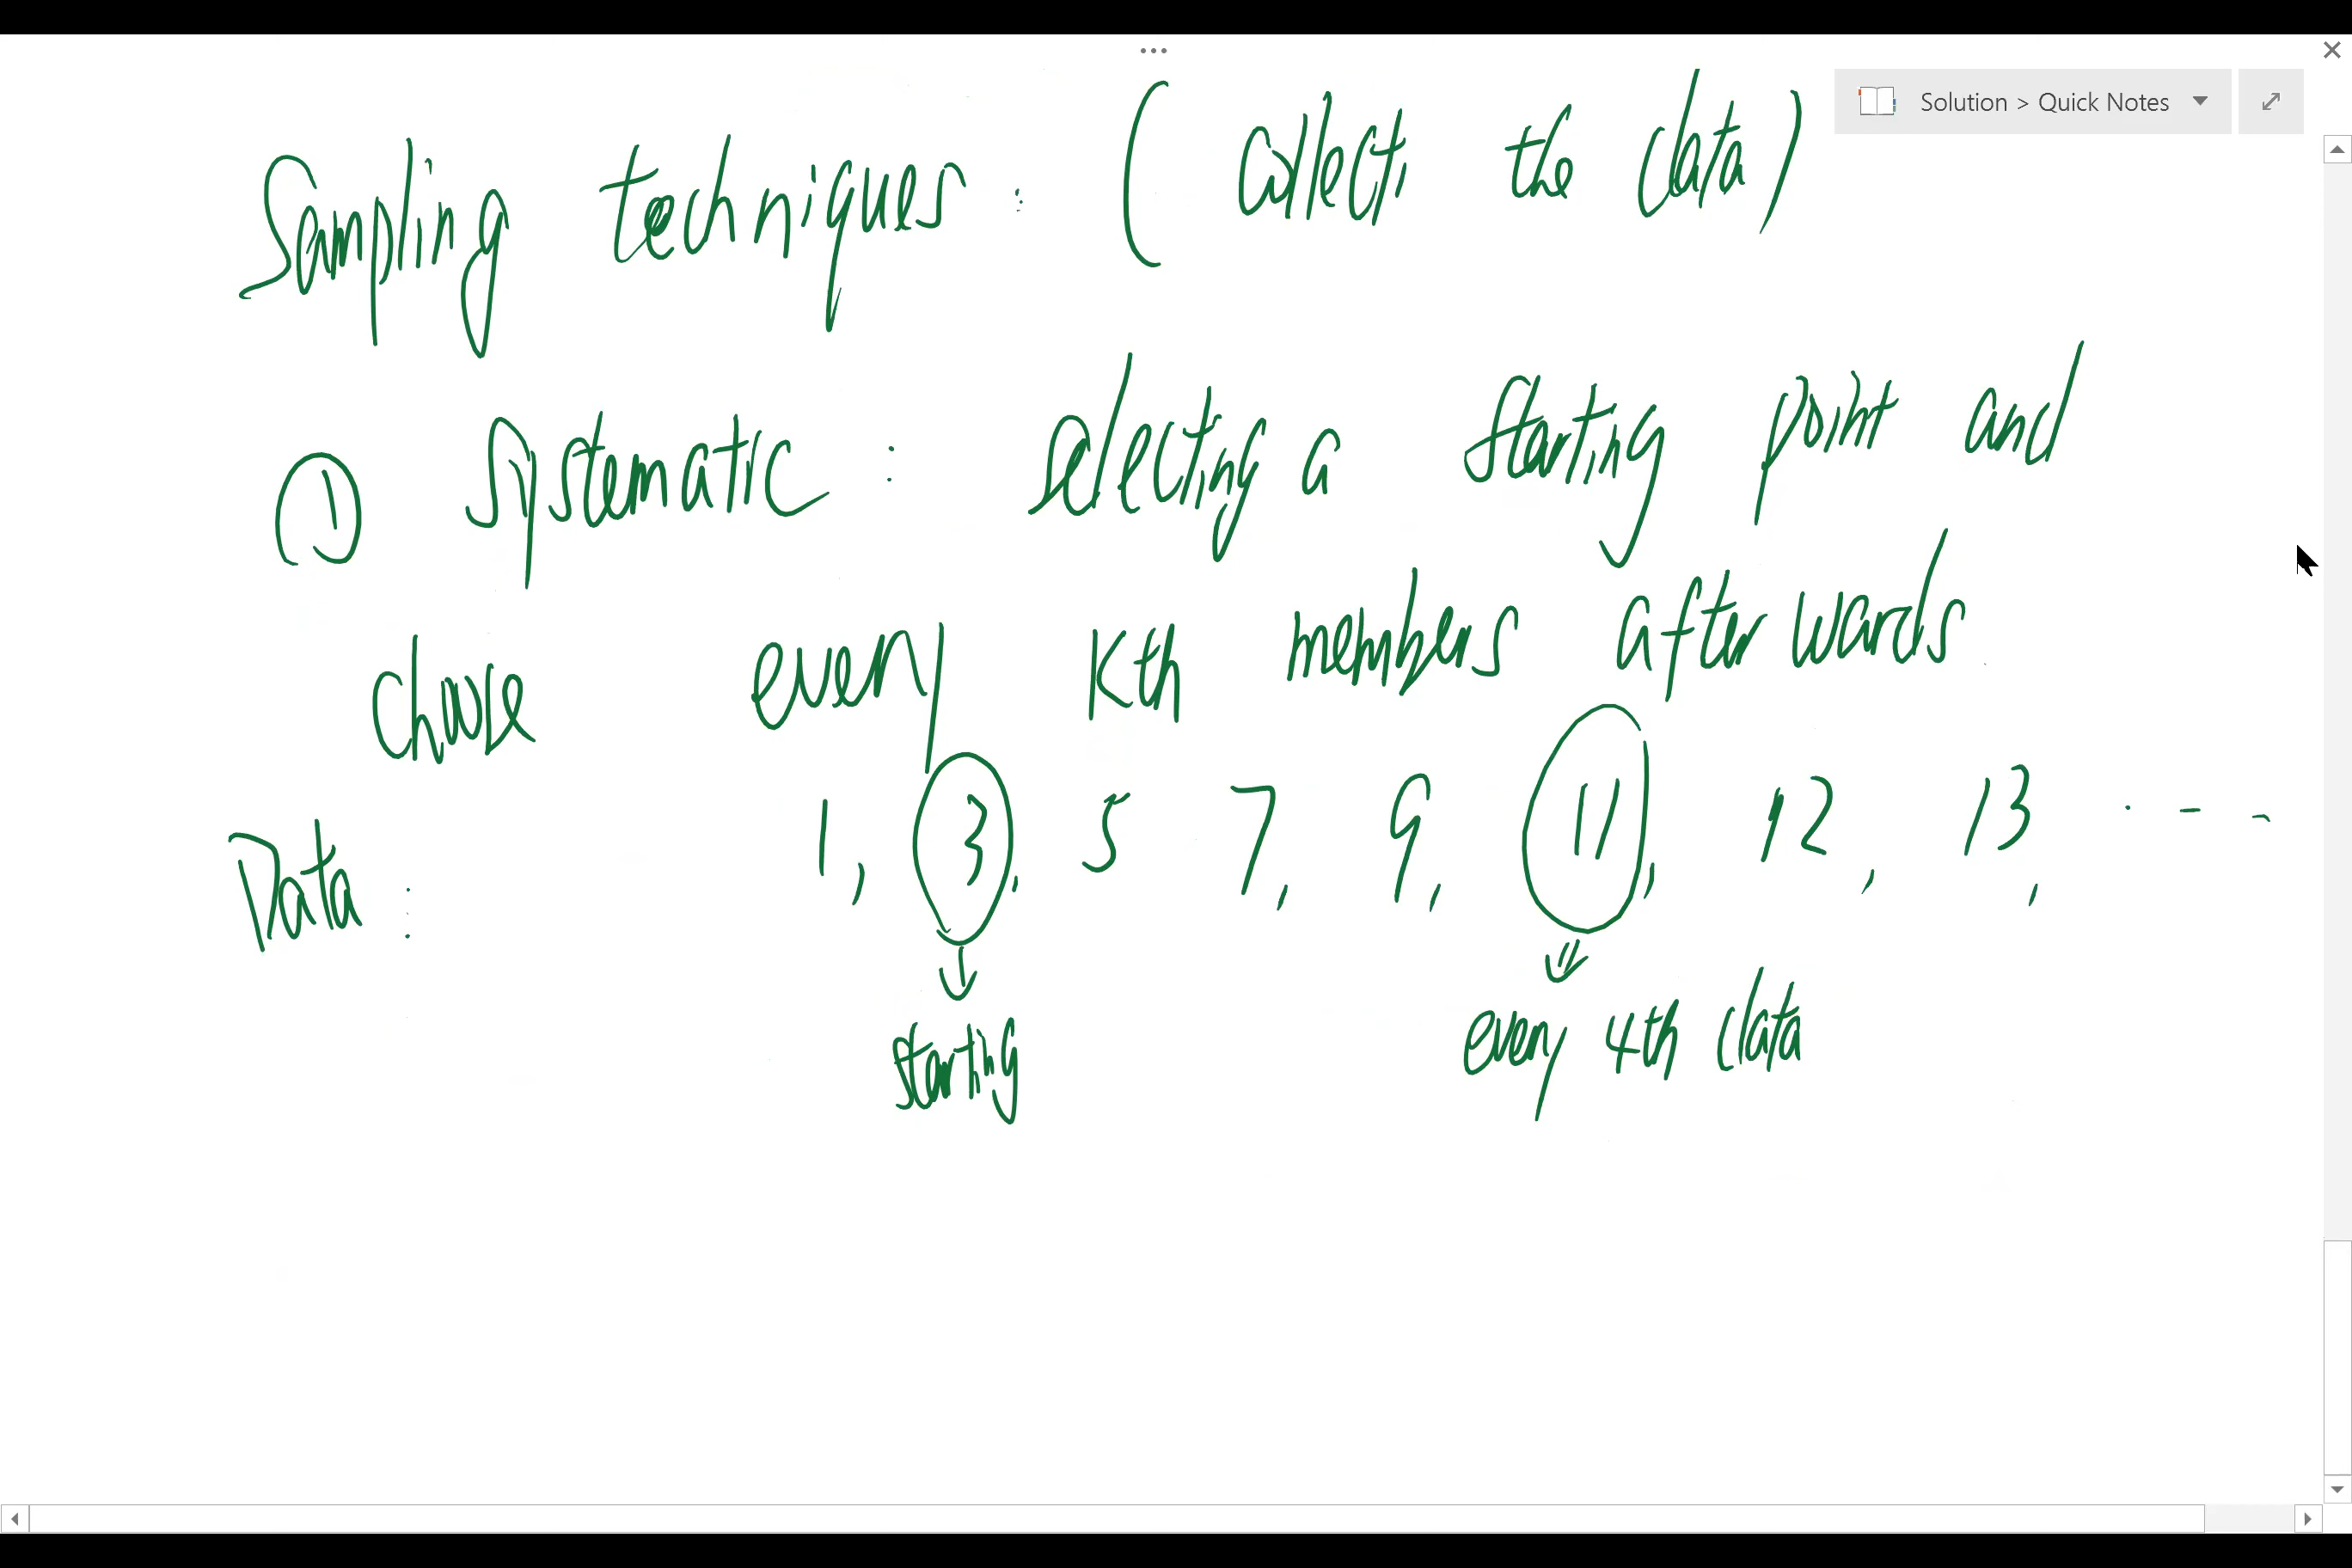 Solution > Quick Notes
Sampling techniques : ( collect the data )
① Systematic : selecting a starting point and
choose every Kth members afterwards
Data : 1, 3, 5 7, 9, 11, 12, 13, . - -
starting every 4th data